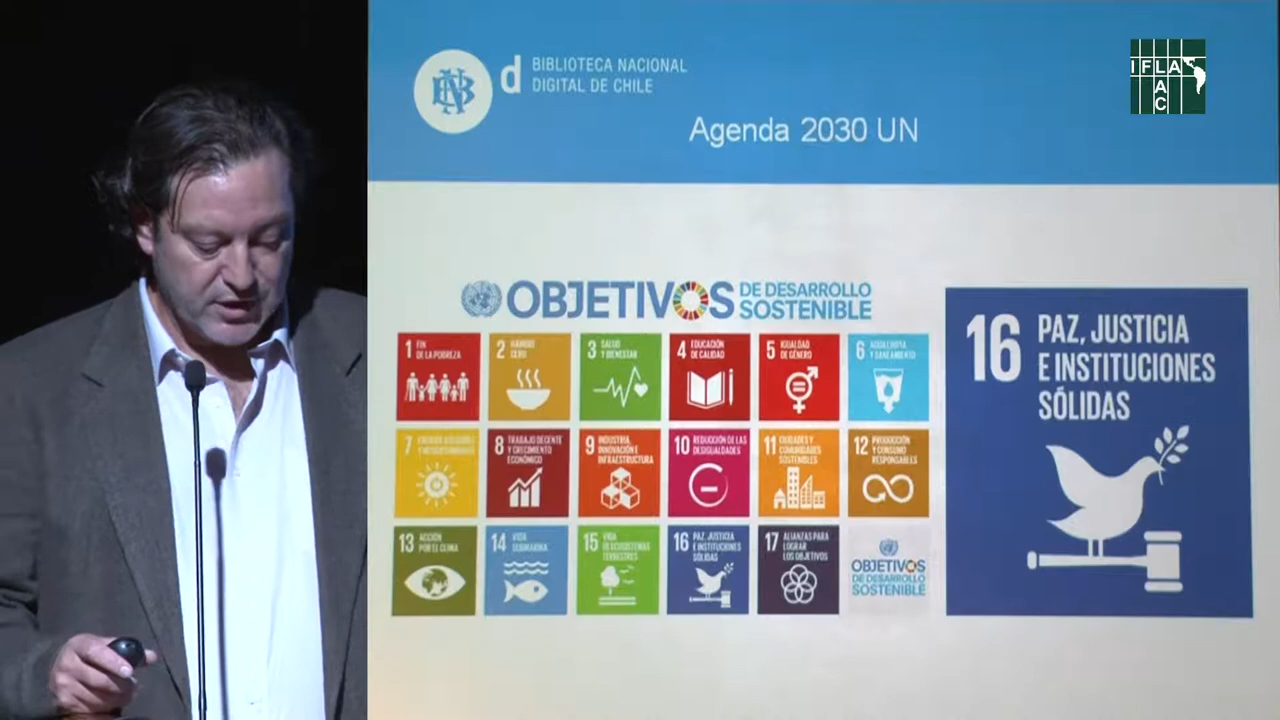 BIBLIOTECA NACIONAL
d
DIGITAL DE CHILE
Agenda 2030 UN
IFLA
A
C
OBJETIVOS
DE DESARROLLO
SOSTENIBLE
1 FIN
DE LA POBREZA
2 HAMBRE
CERO
3 SALUD
Y BIENESTAR
4 EDUCACIÓN
DE CALIDAD
5 IGUALDAD
DE GÉNERO
6 AGUA LIMPIA
Y SANEAMIENTO
7
8 TRABAJO DECENTE
Y CRECIMIENTO
ECONÓMICO
9 INDUSTRIA,
INNOVACIÓN E
INFRAESTRUCTURA
10 REDUCCIÓN DE LAS
DESIGUALDADES
11 CIUDADES Y
COMUNIDADES
SOSTENIBLES
12 PRODUCCIÓN
Y CONSUMO
RESPONSABLES
13 ACCIÓN
POR EL CLIMA
14 VIDA
SUBMARINA
15 VIDA
DE ECOSISTEMAS
TERRESTRES
16 PAZ, JUSTICIA
E INSTITUCIONES
SÓLIDAS
17 ALIANZAS PARA
LOGRAR
LOS OBJETIVOS
OBJETIVOS
DE DESARROLLO
SOSTENIBLE
16 PAZ, JUSTICIA
E INSTITUCIONES
SÓLIDAS